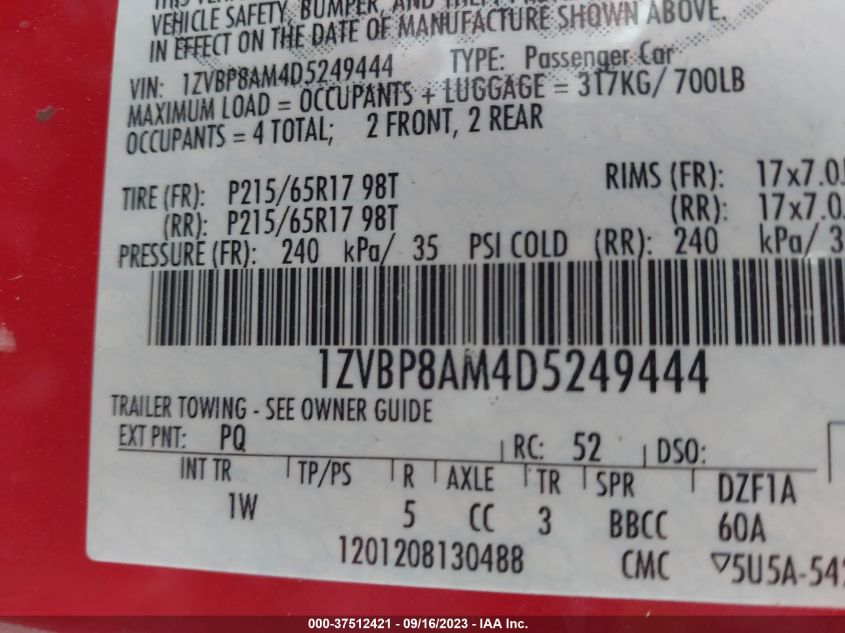 VEHICLE SAFETY, BUMPER, AND THEFT
OF MANUFACTURE SHOWN ABOVE.
IN EFFECT ON THE DATE
VIN: 1ZVBP8AM4D5249444 TYPE: Passenger Car
MAXIMUM LOAD = OCCUPANTS + LUGGAGE = 317KG/ 700LB
OCCUPANTS = 4 TOTAL; 2 FRONT, 2 REAR
TIRE (FR): P215/65R17 98T RIMS (FR): 17x7.0
(RR): P215/65R17 98T (RR): 17x7.0
PRESSURE (FR): 240 kPa/ 35 PSI COLD (RR): 240 kPa/ 3
1ZVBP8AM4D5249444
TRAILER TOWING - SEE OWNER GUIDE
EXT PNT: PQ RC: 52 DSO:
INT TR TP/PS R AXLE TR SPR DZF1A
1W 5 CC 3 BBCC 60A
1201208130488 CMC ▽5U5A-54
000-37512421 - 09/16/2023 - IAA Inc.